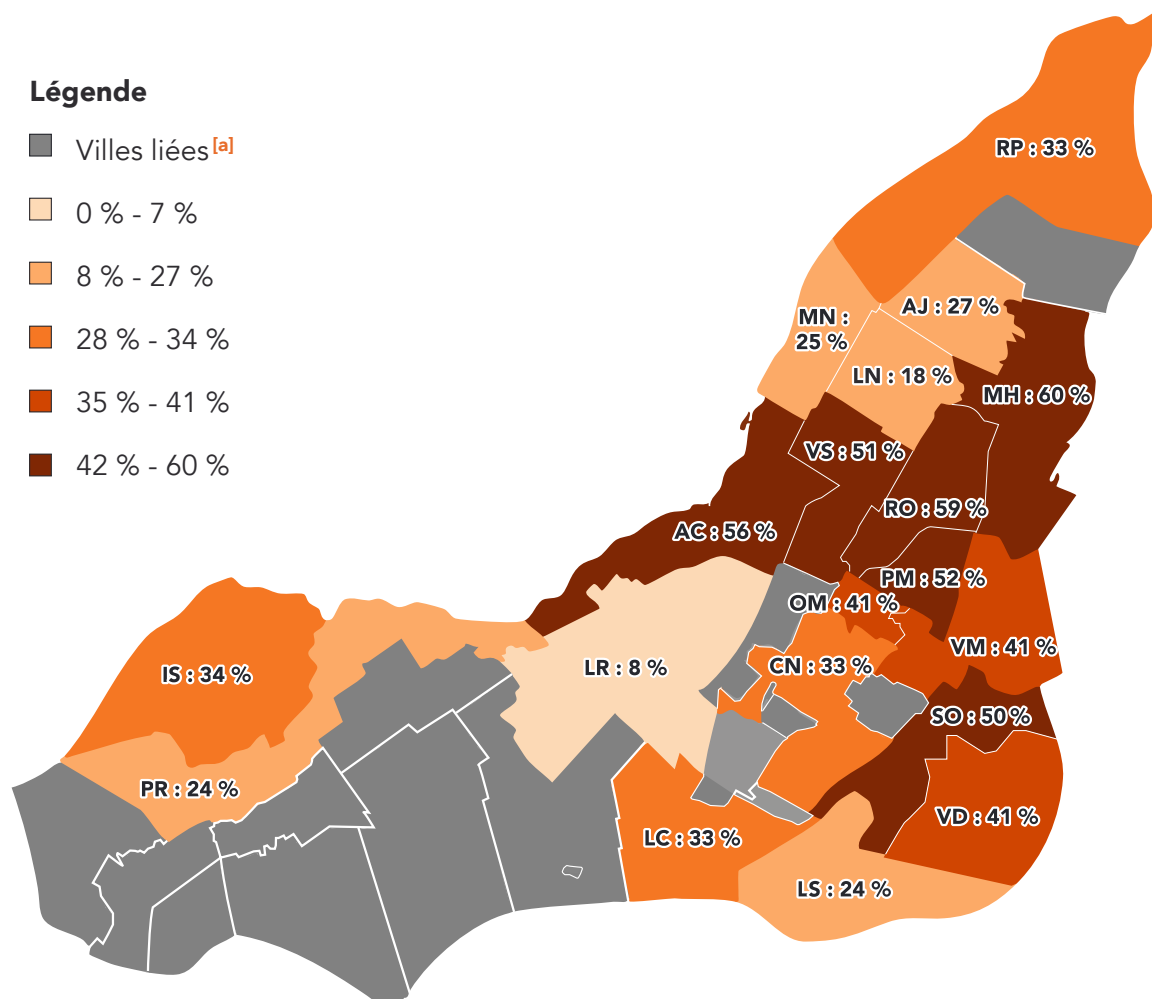 Légende
Villes liées[a]
0 % - 7 %
8 % - 27 %
28 % - 34 %
35 % - 41 %
42 % - 60 %
RP : 33 %
AJ : 27 %
MN :
25 %
LN : 18 %
MH : 60 %
VS : 51 %
RO : 59 %
AC : 56 %
PM : 52 %
OM : 41 %
VM : 41 %
CN : 33 %
LR : 8 %
IS : 34 %
SO : 50 %
PR : 24 %
VD : 41 %
LC : 33 %
LS : 24 %